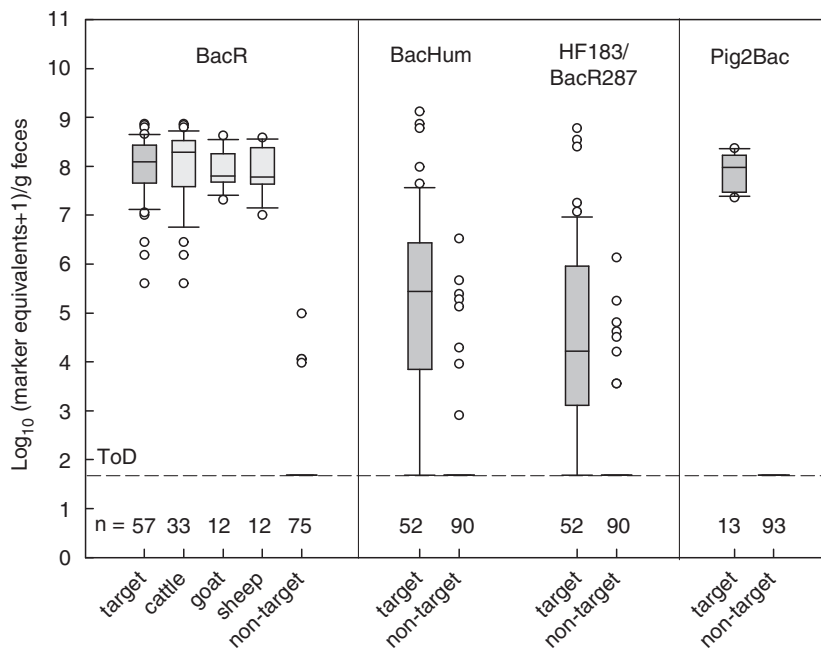 11
10
9
8
7
6
5
4
3
2
1
0
Log10 (marker equivalents+1)/g feces
BacR
BacHum
HF183/
BacR287
Pig2Bac
ToD
n = 57 33 12 12 75 52 90 52 90 13 93
target
cattle
goat
sheep
non-target
target
non-target
target
non-target
target
non-target